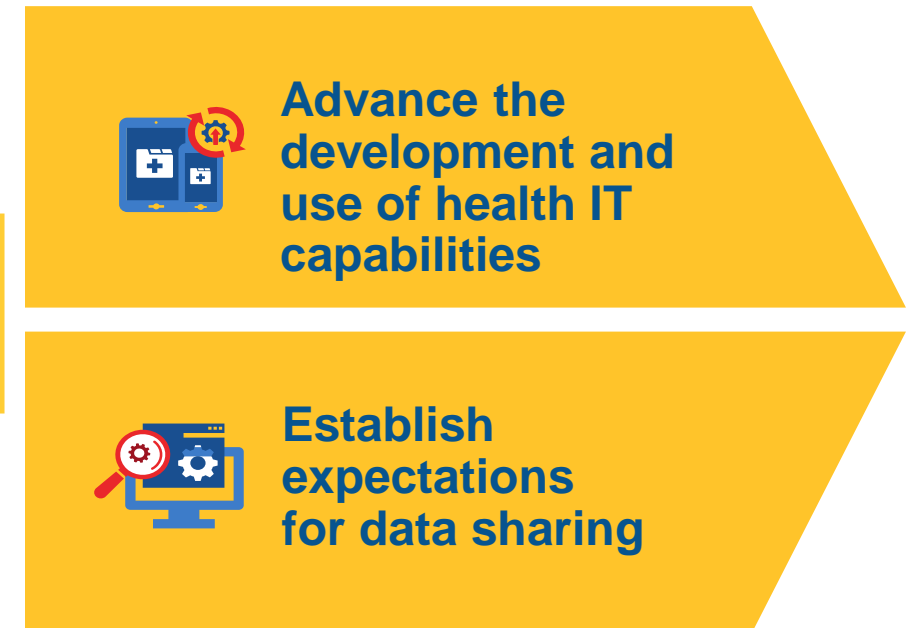 Advance the
development and
use of health IT
capabilities
Establish
expectations
for data sharing